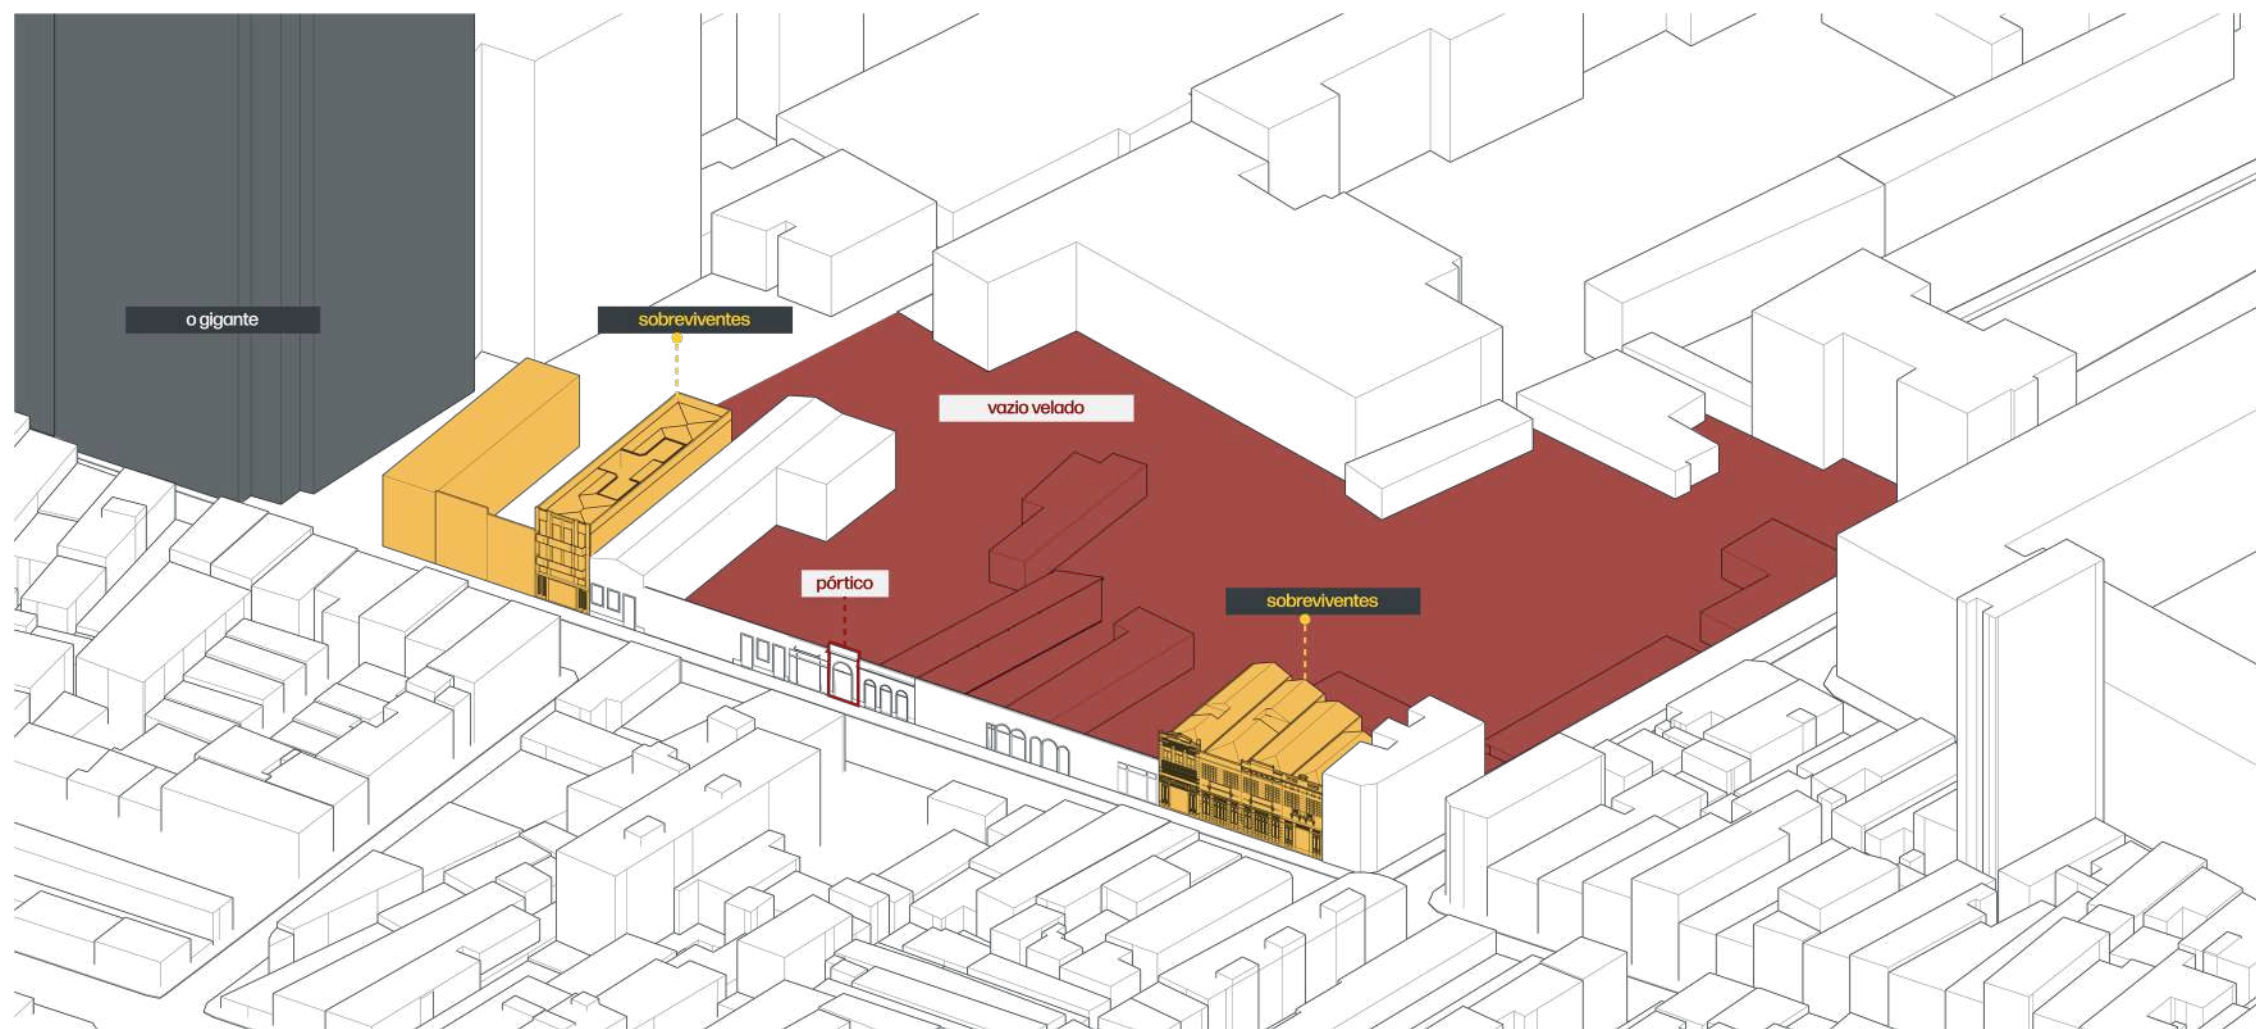 o gigante
sobreviventes
vazio velado
pórtico
sobreviventes